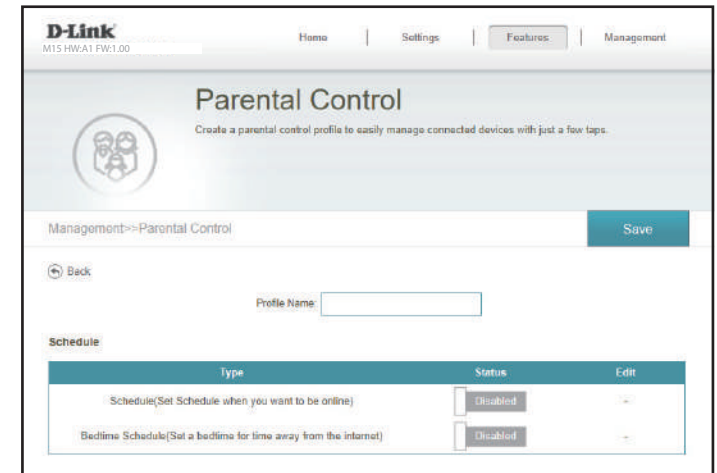 D-Link
M15 HW:A1 FW:1.00
Home | Settings | Features | Management
Parental Control
Create a parental control profile to easily manage connected devices with just a few taps.
Management>>Parental Control
Save
Back
Profile Name:
Schedule
Type Status Edit
Schedule(Set Schedule when you want to be online) Disabled -
Bedtime Schedule(Set a bedtime for time away from the internet) Disabled -